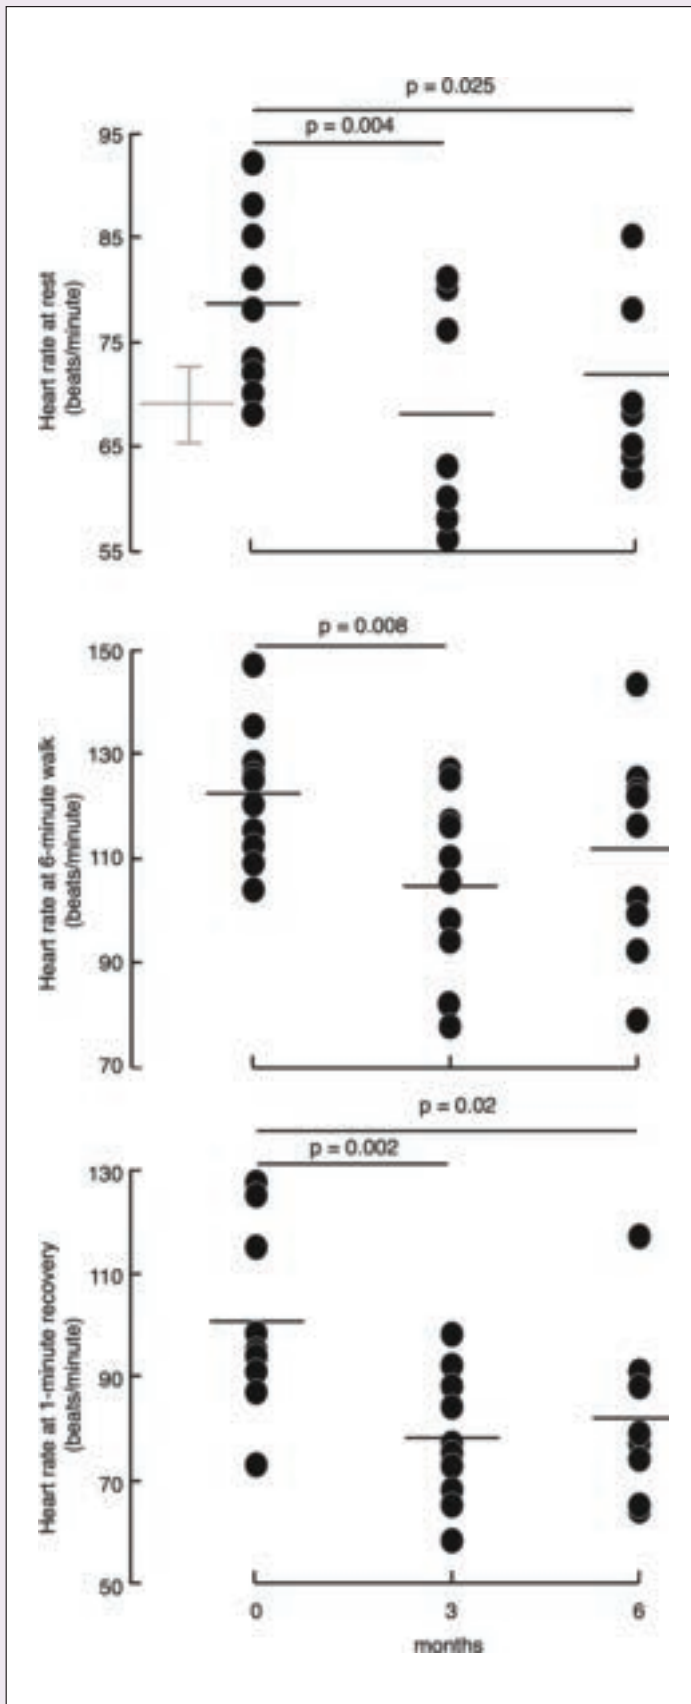 p = 0.025
p = 0.004
95
85
75
65
55
Heart rate at rest
(beats/minute)
p = 0.008
150
130
110
90
70
Heart rate at 6-minute walk
(beats/minute)
p = 0.02
p = 0.002
130
110
90
70
50
Heart rate at 1-minute recovery
(beats/minute)
0
3
6
months